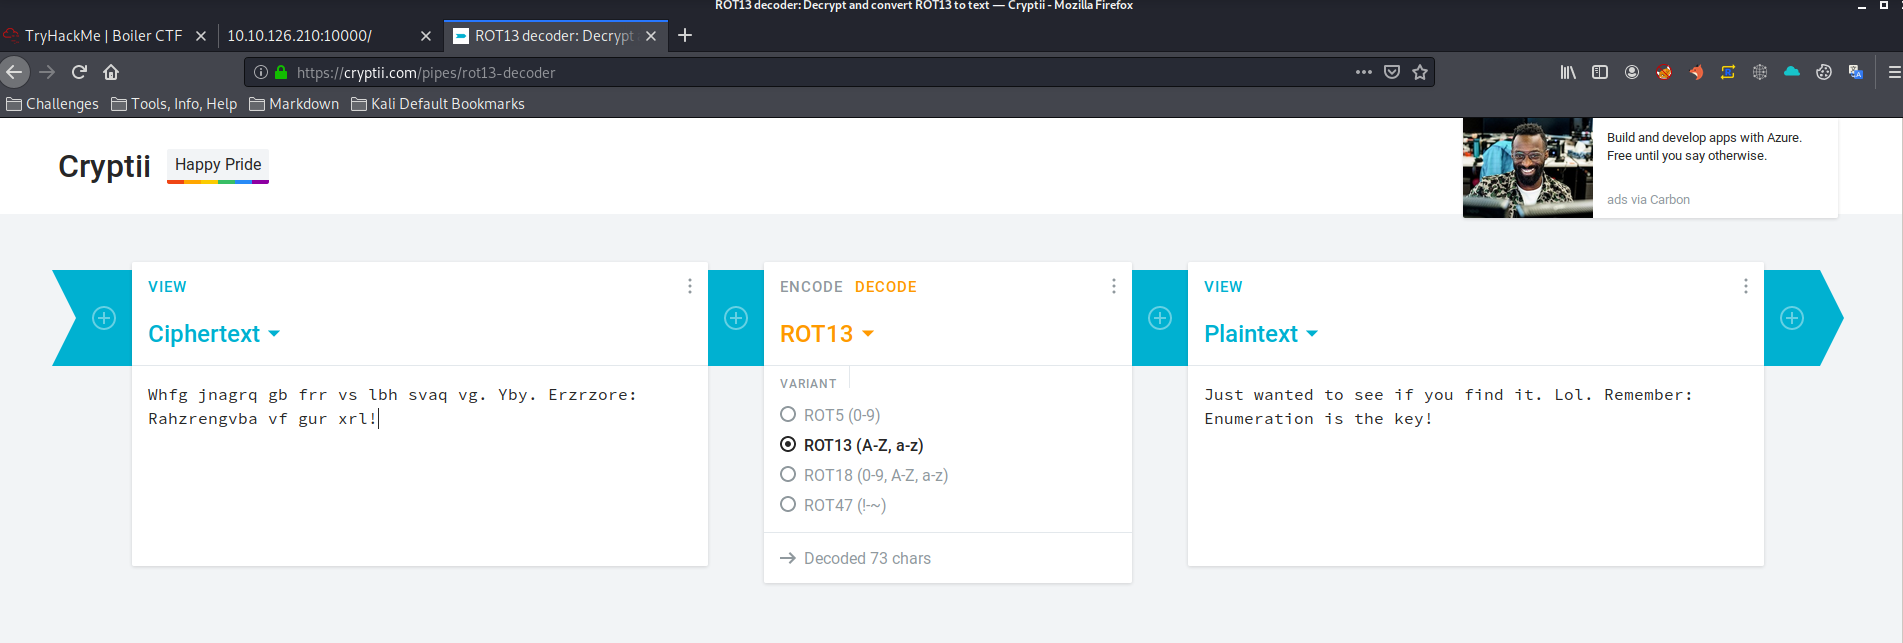 ROT13 decoder: Decrypt and convert ROT13 to text — Cryptii - Mozilla Firefox
TryHackMe | Boiler CTF
10.10.126.210:10000/
ROT13 decoder: Decrypt
https://cryptii.com/pipes/rot13-decoder
Challenges
Tools, Info, Help
Markdown
Kali Default Bookmarks
Cryptii
Happy Pride
Build and develop apps with Azure.
Free until you say otherwise.
ads via Carbon
VIEW
Ciphertext
Whfg jnagrq gb frr vs lbh svaq vg. Yby. Erzrzore:
Rahzrengvba vf gur xrl!
ENCODE DECODE
ROT13
VARIANT
ROT5 (0-9)
ROT13 (A-Z, a-z)
ROT18 (0-9, A-Z, a-z)
ROT47 (!-~)
Decoded 73 chars
VIEW
Plaintext
Just wanted to see if you find it. Lol. Remember:
Enumeration is the key!